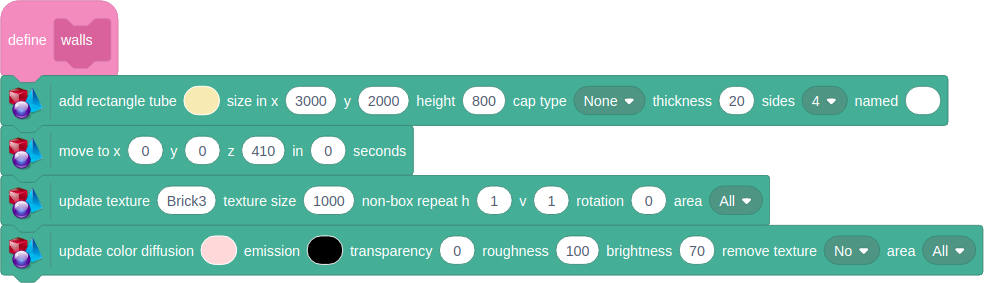 define walls
add rectangle tube size in x 3000 y 2000 height 800 cap type None thickness 20 sides 4 named
move to x 0 y 0 z 410 in 0 seconds
update texture Brick3 texture size 1000 non-box repeat h 1 v 1 rotation 0 area All
update color diffusion emission transparency 0 roughness 100 brightness 70 remove texture No area All